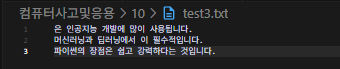 컴퓨터사고및응용 > 10 > test3.txt
1 은 인공지능 개발에 많이 사용됩니다.
2 머신러닝과 딥러닝에서 이 필수적입니다.
3 파이썬의 장점은 쉽고 강력하다는 것입니다.